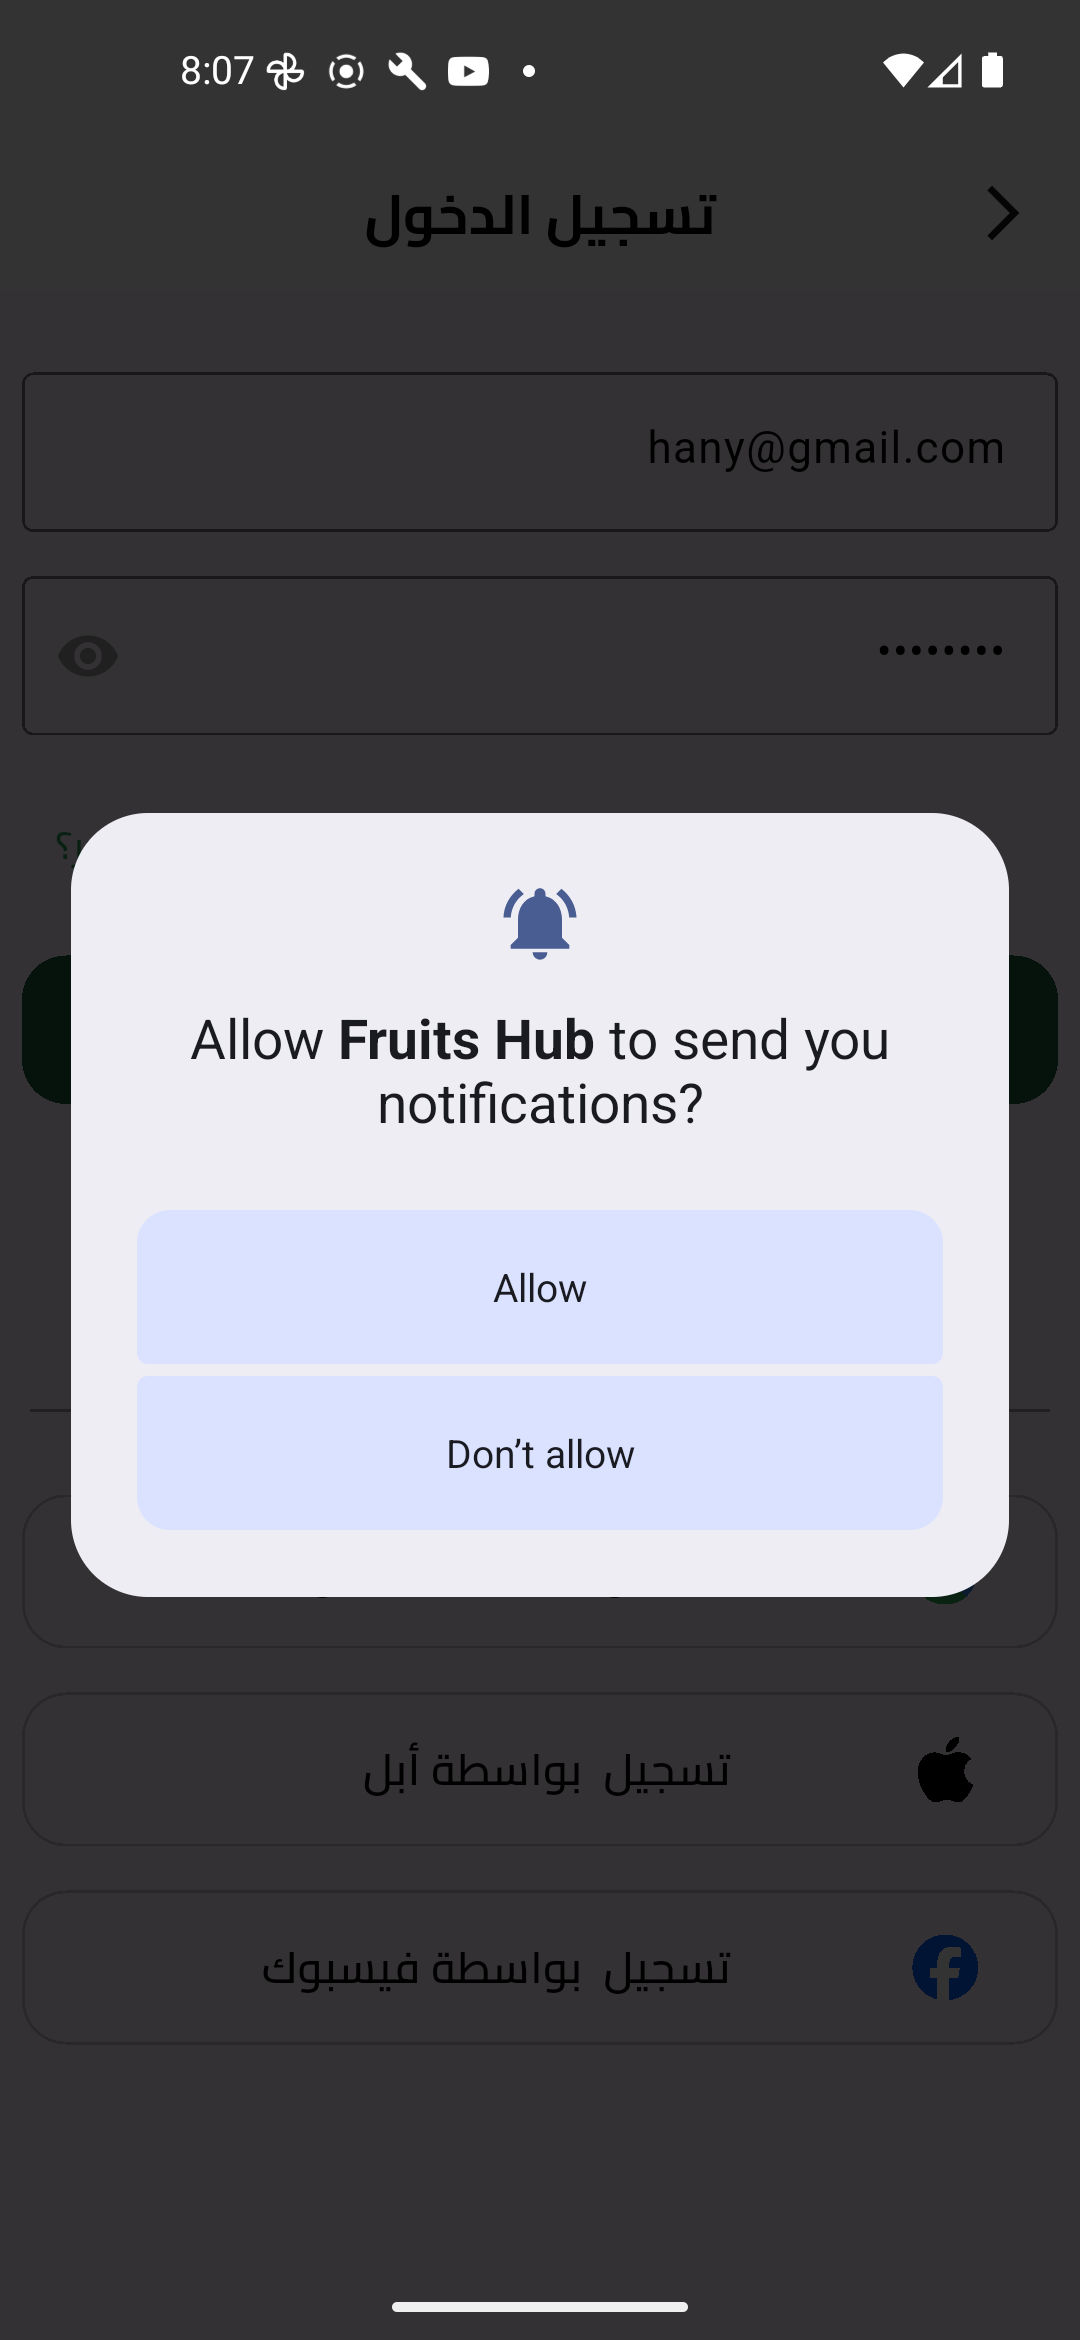 8:07
تسجيل الدخول
hany@gmail.com
••••••••
Allow Fruits Hub to send you
notifications?
Allow
Don’t allow
تسجيل بواسطة أبل
تسجيل بواسطة فيسبوك